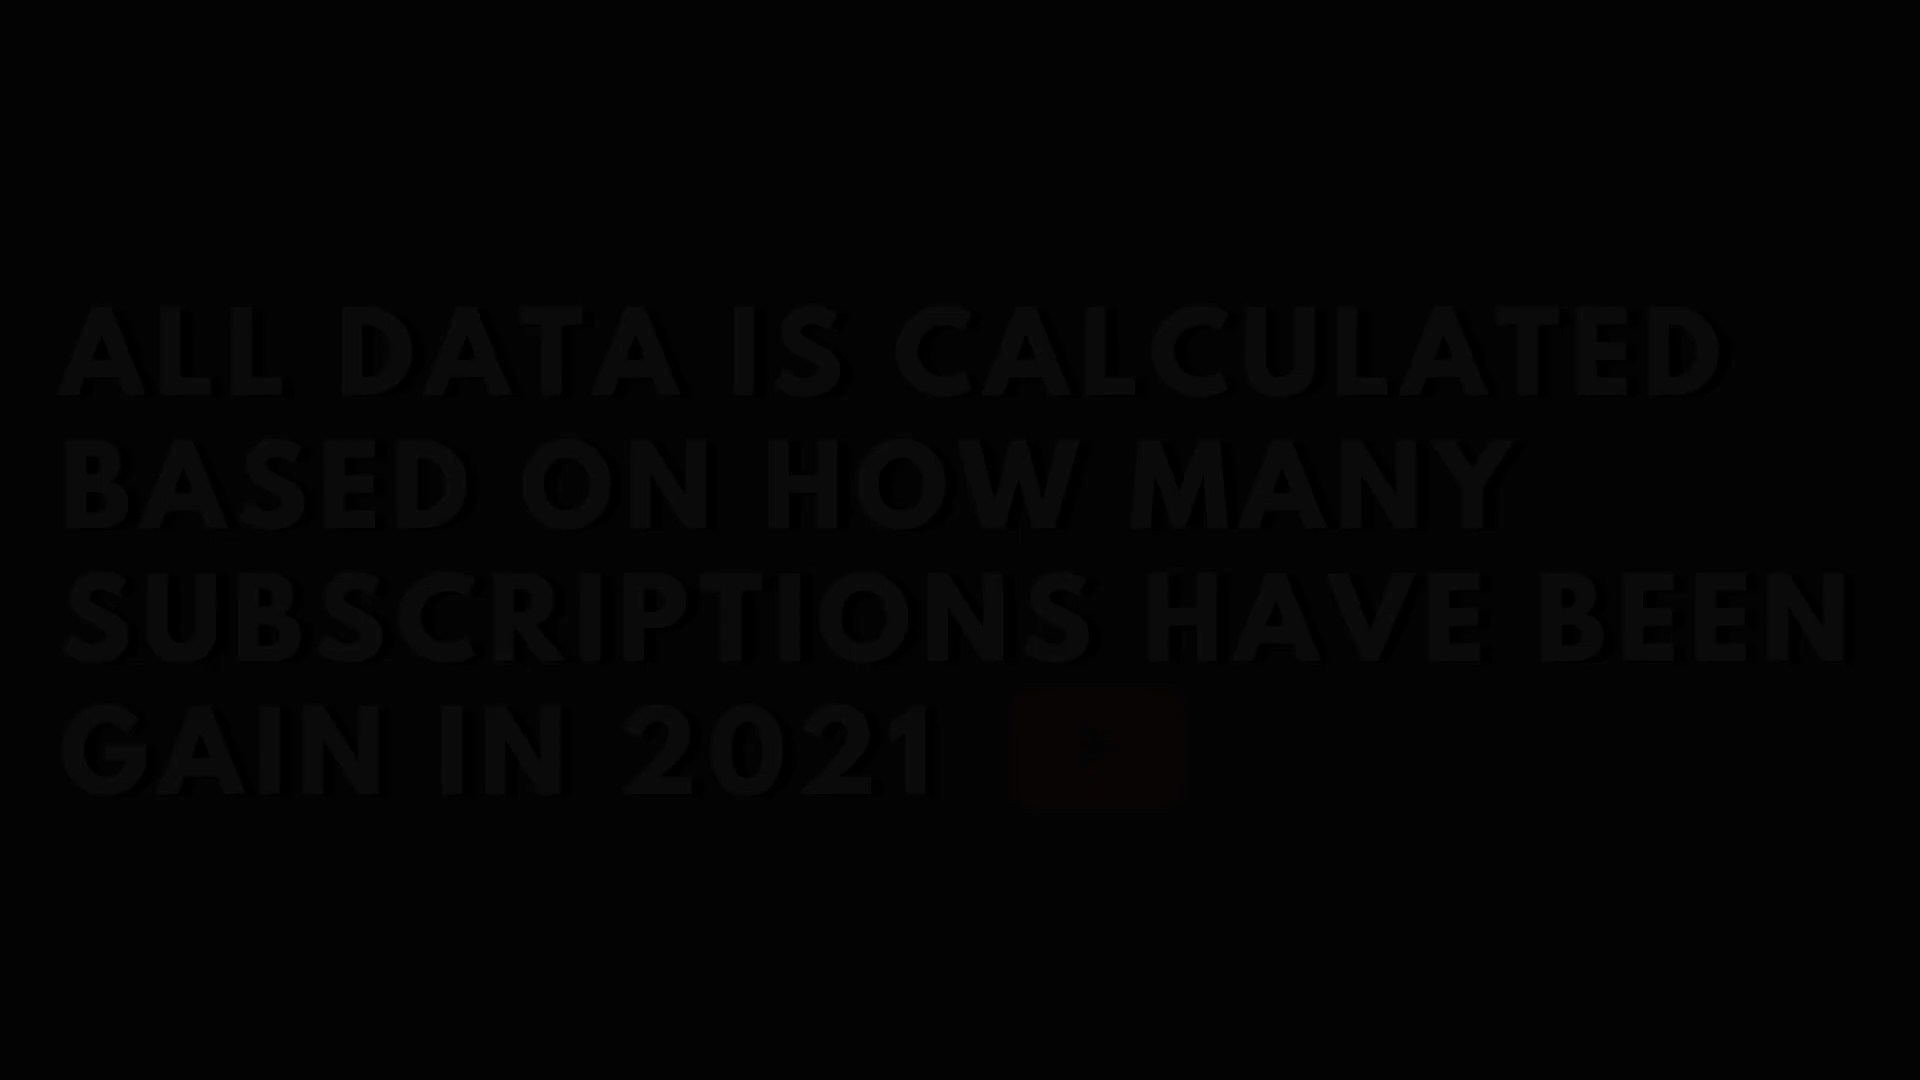 ALL DATA IS CALCULATED
BASED ON HOW MANY
SUBSCRIPTIONS HAVE BEEN
GAIN IN 2021